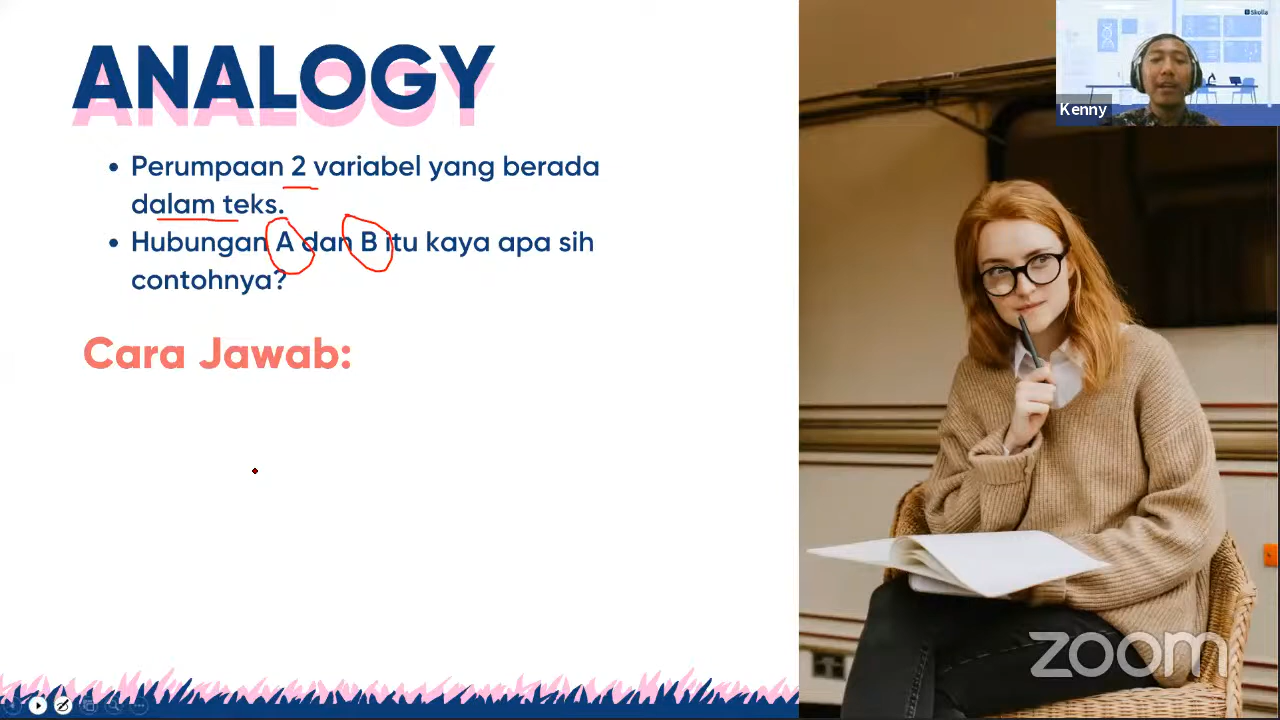 ANALOGY
Perumpaan 2 variabel yang berada
dalam teks.
Hubungan A dan B itu kaya apa sih
contohnya?
Cara Jawab:
Skolla
Kenny
zoom